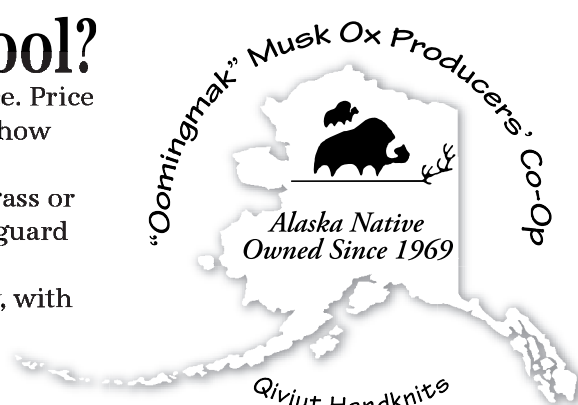 ool?
e. Price
how
rass or
guard
, with
"Oomingmak" Musk Ox Producers' Co-Op
Alaska Native
Owned Since 1969
Qiviut Handknits